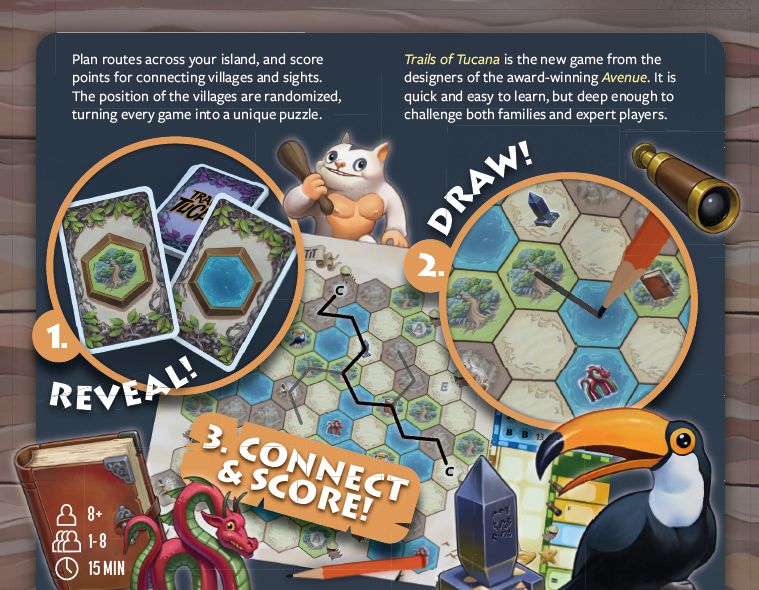 Plan routes across your island, and score
points for connecting villages and sights.
The position of the villages are randomized,
turning every game into a unique puzzle.
Trails of Tucana is the new game from the
designers of the award-winning Avenue. It is
quick and easy to learn, but deep enough to
challenge both families and expert players.
1.
REVEAL!
2.
DRAW!
C
A
E
C
A
B B 13
3. CONNECT
& SCORE!
8+
1-8
15 MIN